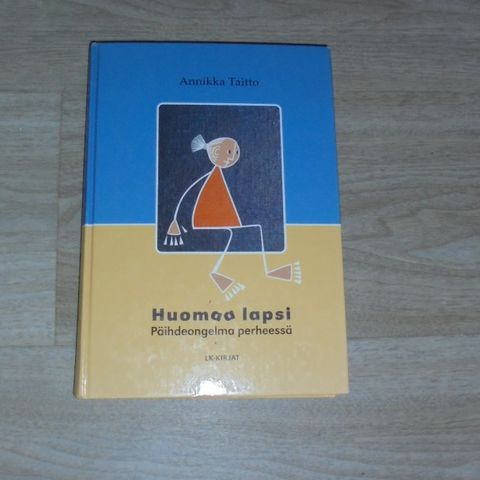 Annikka Taitto
Huomaa lapsi
Päihdeongelma perheessä
LK-KIRJAT